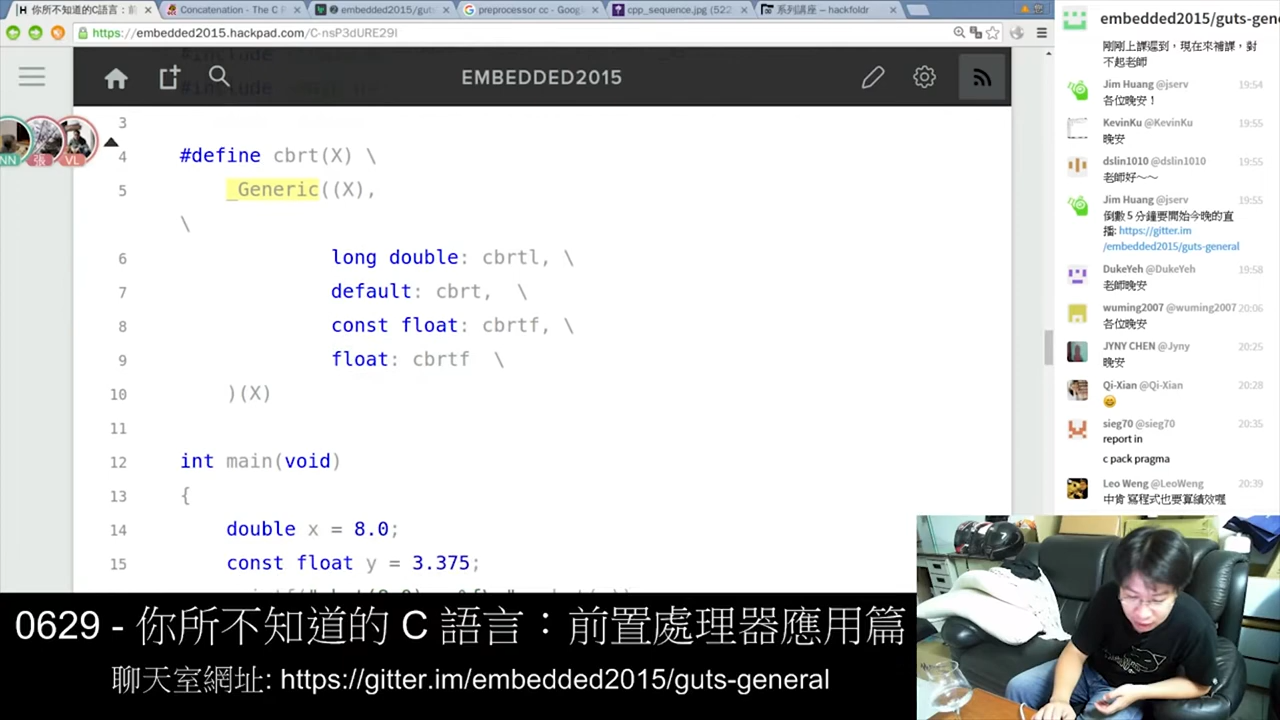 你所不知道的C語言：前
Concatenation - The C P
embedded2015/guts-
preprocessor cc - Goog
cpp_sequence.jpg (522
系列講座 – hackfoldr
https://embedded2015.hackpad.com/C-nsP3dURE29I
EMBEDDED2015
#include
3
4 #define cbrt(X) \
5 _Generic((X),
\
6 long double: cbrtl, \
7 default: cbrt, \
8 const float: cbrtf, \
9 float: cbrtf \
10 )(X)
11
12 int main(void)
13 {
14 double x = 8.0;
15 const float y = 3.375;
NN 張 VL
embedded2015/guts-gene
剛剛上課遲到，現在來補課，對
不起老師
Jim Huang @jserv 19:54
各位晚安！
KevinKu @KevinKu 19:55
晚安
dslin1010 @dslin1010 19:55
老師好～～
Jim Huang @jserv 19:55
倒數 5 分鐘要開始今晚的直
播: https://gitter.im
/embedded2015/guts-general
DukeYeh @DukeYeh 19:58
老師晚安
wuming2007 @wuming2007 20:06
各位晚安
JYNY CHEN @Jyny 20:25
晚安
Qi-Xian @Qi-Xian 20:28
sieg70 @sieg70 20:35
report in
c pack pragma
Leo Weng @LeoWeng 20:39
中肯 寫程式也要算績效喔
0629 - 你所不知道的 C 語言：前置處理器應用篇
聊天室網址: https://gitter.im/embedded2015/guts-general